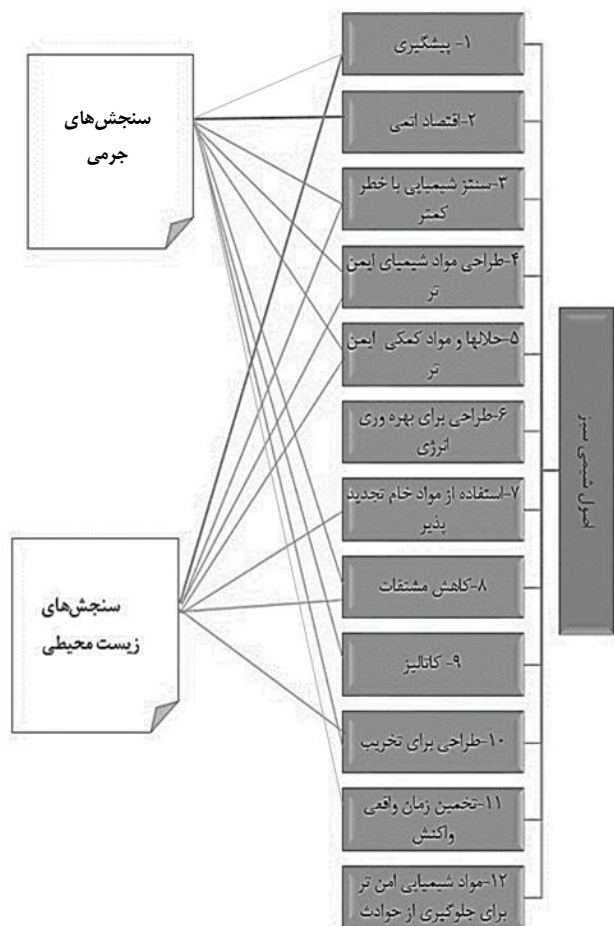 اصول شیمی سبز
۱- پیشگیری
۲-اقتصاد اتمی
۳-سنتز شیمیایی با خطر
کمتر
۴-طراحی مواد شیمیای ایمن
تر
۵-حلالها و مواد کمکی ایمن
تر
۶-طراحی برای بهره وری
انرژی
۷-استفاده از مواد خام تجدید
پذیر
۸-کاهش مشتقات
۹- کاتالیز
۱۰-طراحی برای تخریب
۱۱-تخمین زمان واقعی
واکنش
۱۲-مواد شیمیایی امن تر
برای جلوگیری از حوادث
سنجش‌های
جرمی
سنجش‌های
زیست محیطی